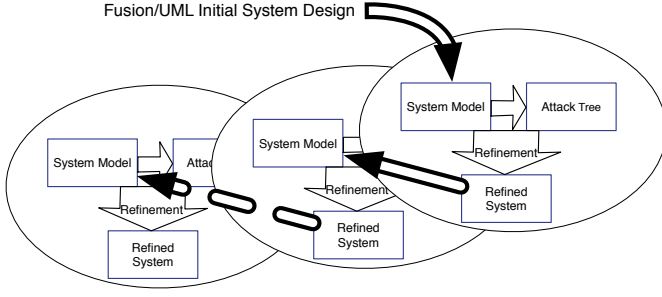 Fusion/UML Initial System Design
System Model
Attack Tree
Refinement
Refined
System
System Model
Refinement
Refined
System
System Model
Attac
Refinement
Refined
System